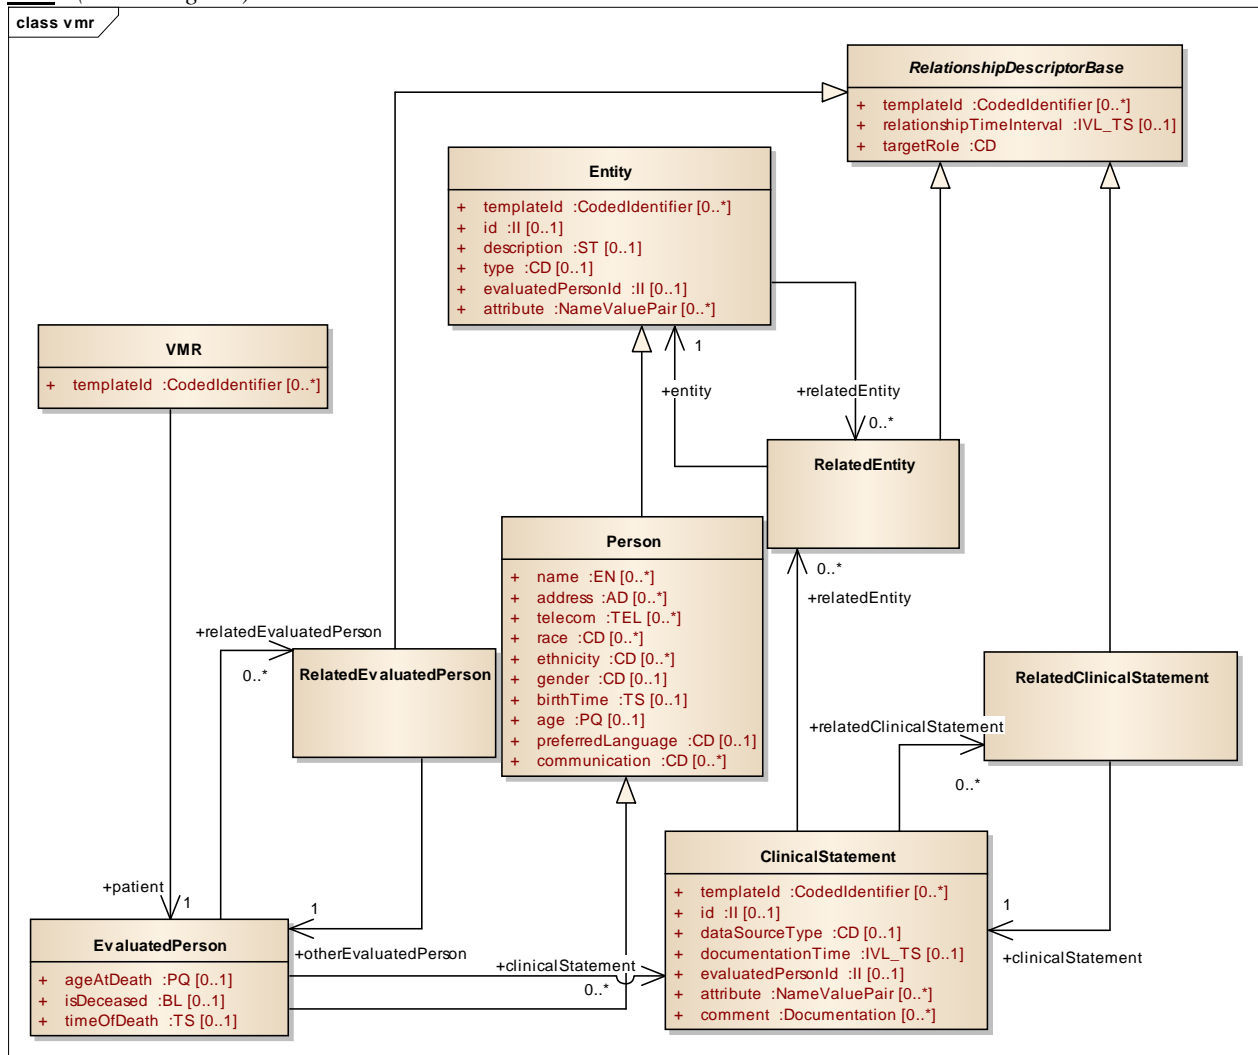 class vmr
RelationshipDescriptorBase
+ templateId :CodedIdentifier [0..*]
+ relationshipTimeInterval :IVL_TS [0..1]
+ targetRole :CD
Entity
+ templateId :CodedIdentifier [0..*]
+ id :II [0..1]
+ description :ST [0..1]
+ type :CD [0..1]
+ evaluatedPersonId :II [0..1]
+ attribute :NameValuePair [0..*]
VMR
+ templateId :CodedIdentifier [0..*]
1
+entity
+relatedEntity
0..*
RelatedEntity
Person
+ name :EN [0..*]
+ address :AD [0..*]
+ telecom :TEL [0..*]
+ race :CD [0..*]
+ ethnicity :CD [0..*]
+ gender :CD [0..1]
+ birthTime :TS [0..1]
+ age :PQ [0..1]
+ preferredLanguage :CD [0..1]
+ communication :CD [0..*]
0..*
+relatedEntity
+relatedEvaluatedPerson
0..*
RelatedEvaluatedPerson
RelatedClinicalStatement
+relatedClinicalStatement
0..*
ClinicalStatement
+ templateId :CodedIdentifier [0..*]
+ id :II [0..1]
+ dataSourceType :CD [0..1]
+ documentationTime :IVL_TS [0..1]
+ evaluatedPersonId :II [0..1]
+ attribute :NameValuePair [0..*]
+ comment :Documentation [0..*]
1
+clinicalStatement
+patient
1
1
+otherEvaluatedPerson
EvaluatedPerson
+ ageAtDeath :PQ [0..1]
+ isDeceased :BL [0..1]
+ timeOfDeath :TS [0..1]
+clinicalStatement
0..*